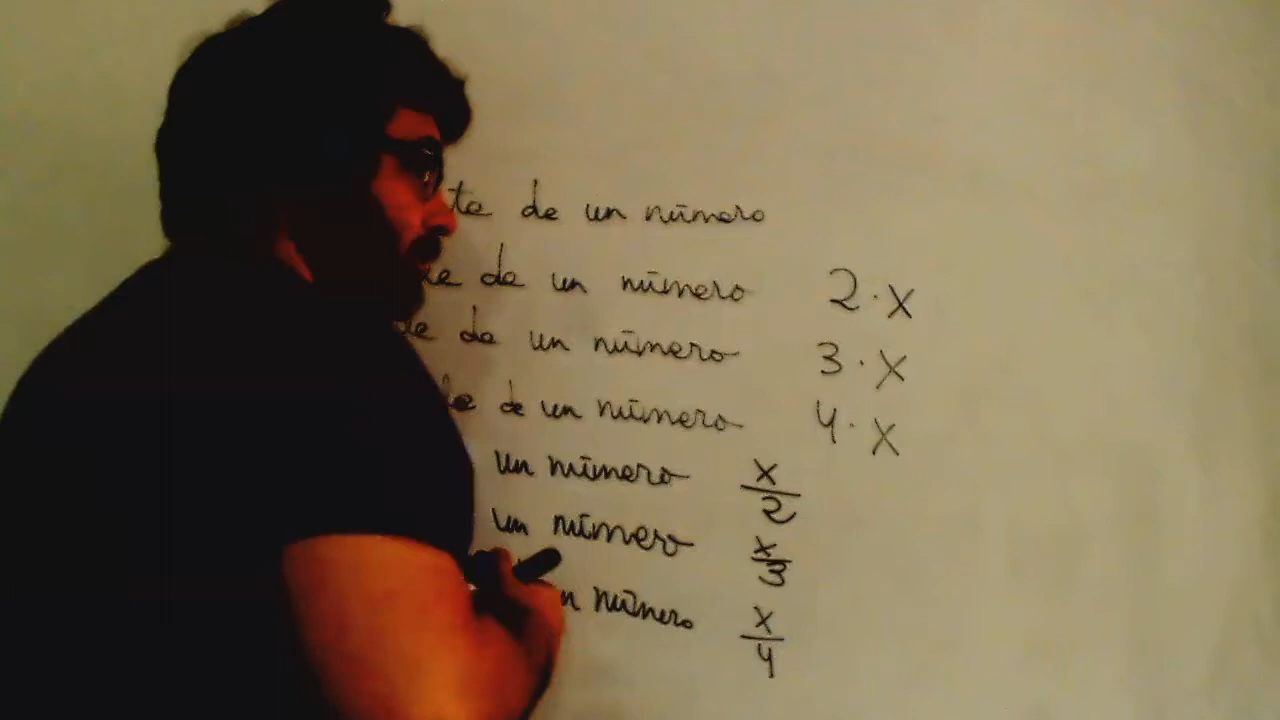 de un número
de un número 2·x
de un número 3·x
de un número 4·x
un número x/2
un número x/3
número x/4